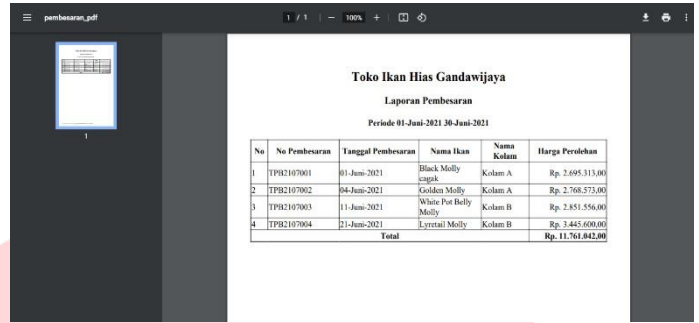 pembesaran_pdf 1 / 1 100%
1
Toko Ikan Hias Gandawijaya
Laporan Pembesaran
Periode 01-Juni-2021 30-Juni-2021
No No Pembesaran Tanggal Pembesaran Nama Ikan Nama Kolam Harga Perolehan
1 TPB2107001 01-Juni-2021 Black Molly cagak Kolam A Rp. 2.695.313,00
2 TPB2107002 04-Juni-2021 Golden Molly Kolam A Rp. 2.768.573,00
3 TPB2107003 11-Juni-2021 White Pot Belly Molly Kolam B Rp. 2.851.556,00
4 TPB2107004 21-Juni-2021 Lyretail Molly Kolam B Rp. 3.445.600,00
Total Rp. 11.761.042,00